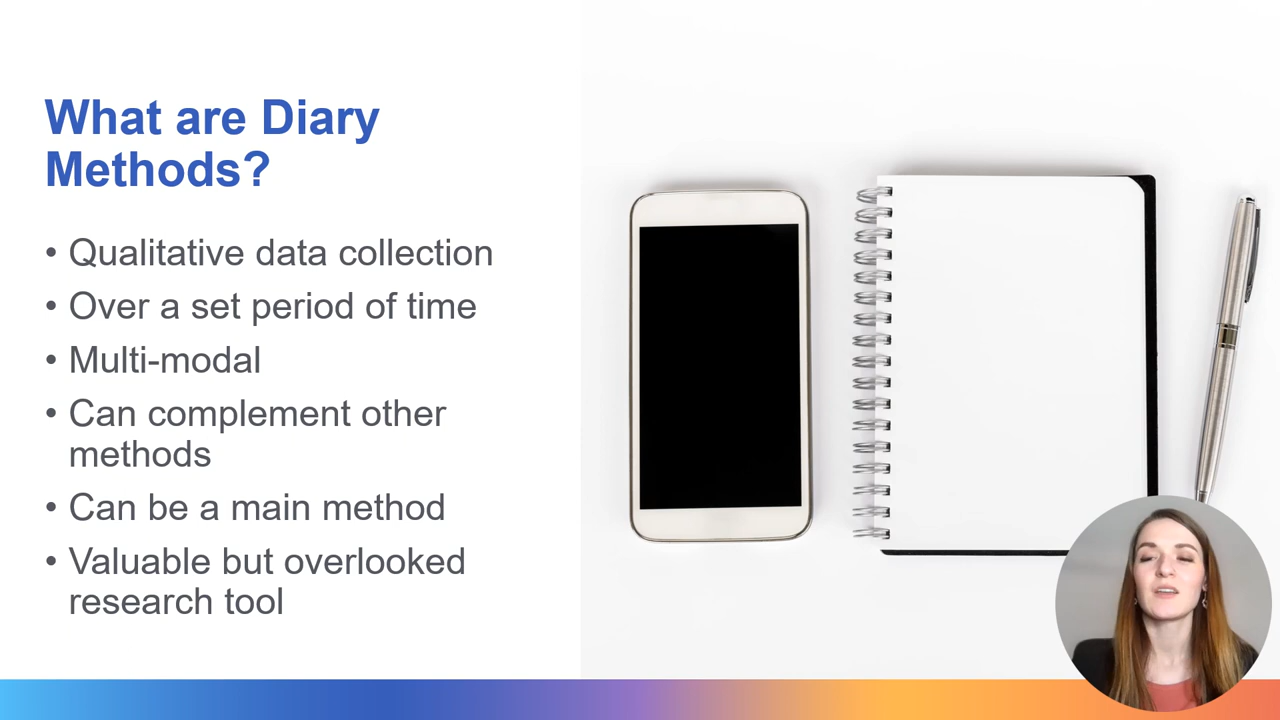 What are Diary
Methods?
• Qualitative data collection
• Over a set period of time
• Multi-modal
• Can complement other
methods
• Can be a main method
• Valuable but overlooked
research tool